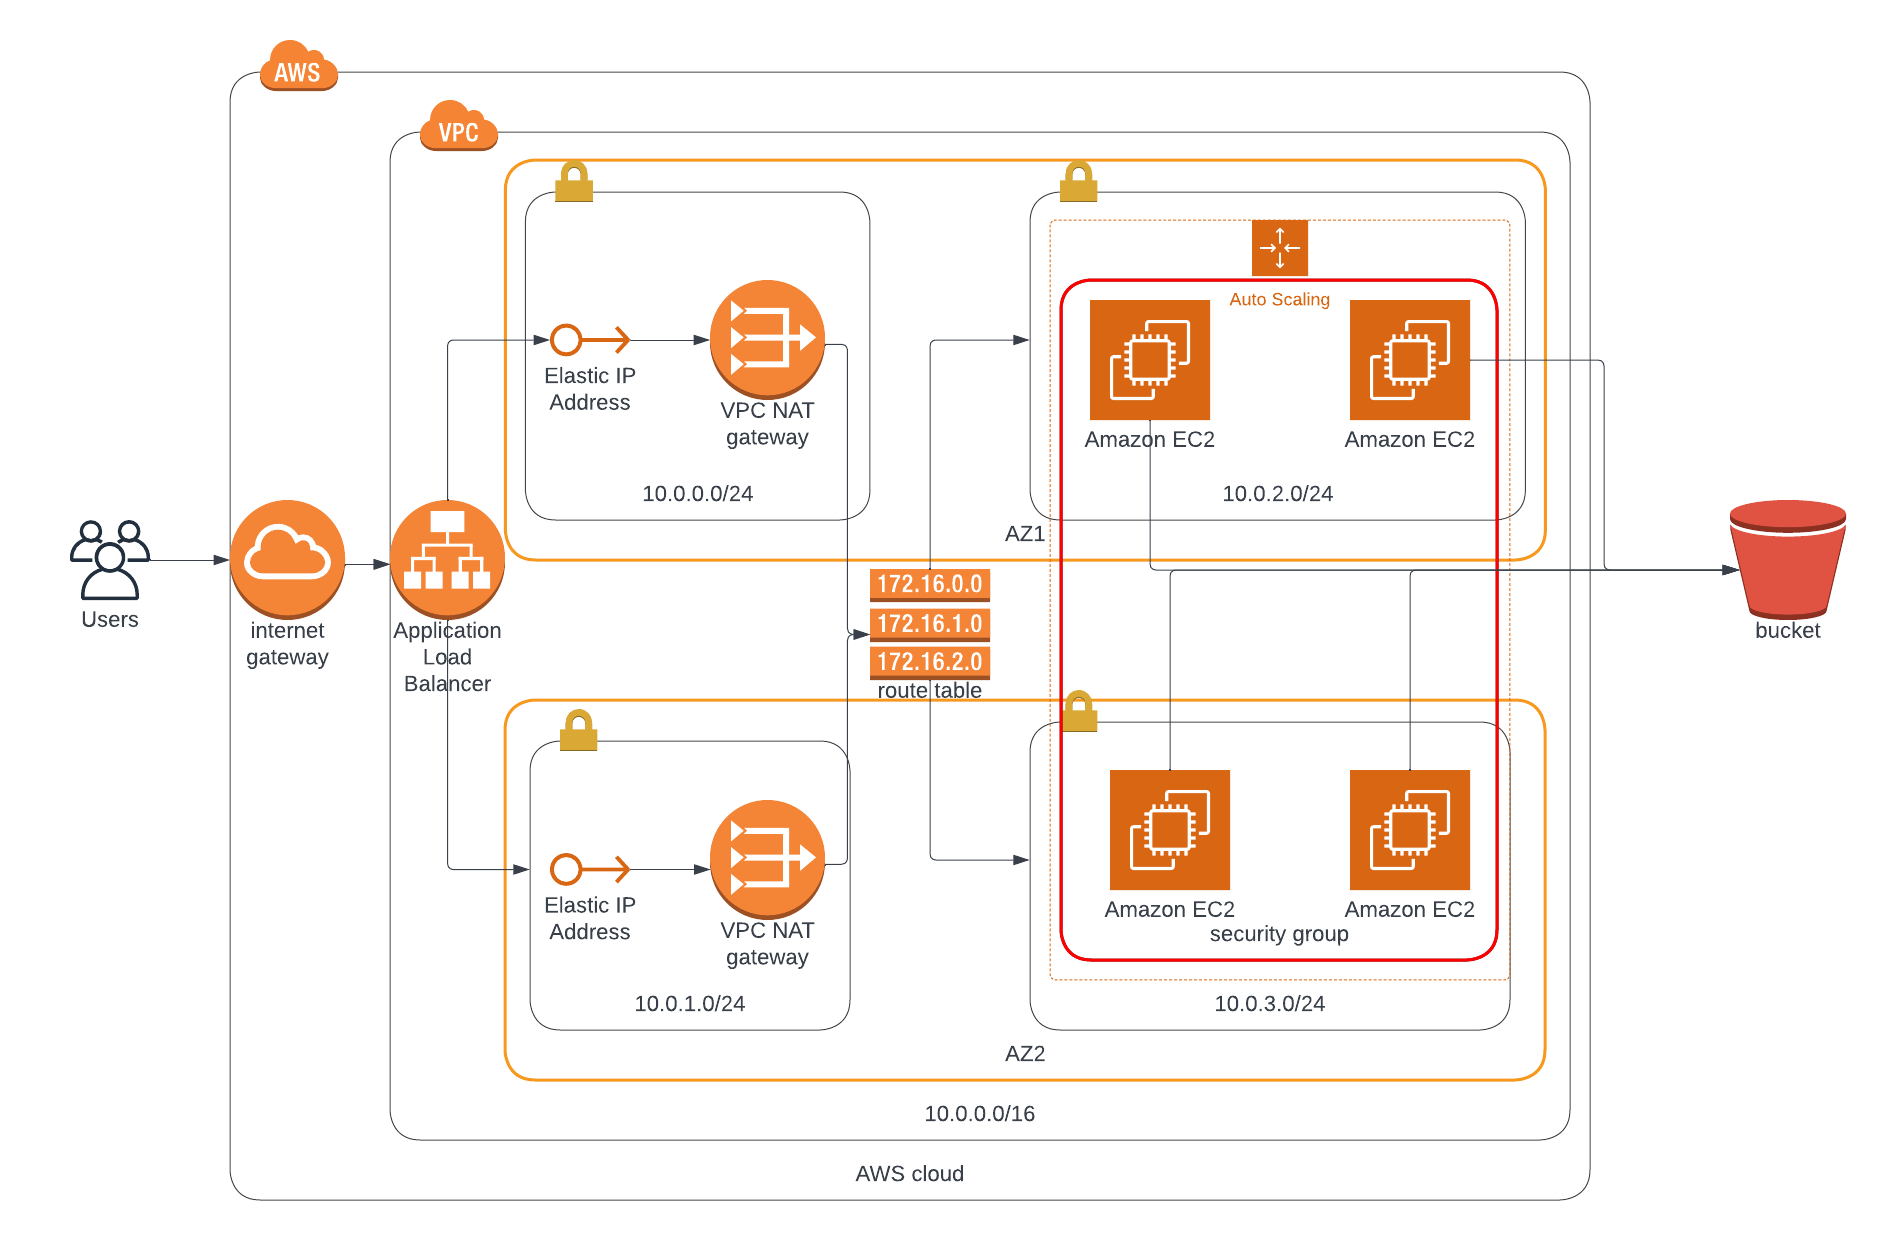 AWS
VPC
Auto Scaling
Elastic IP
Address
VPC NAT
gateway
10.0.0.0/24
Amazon EC2
Amazon EC2
10.0.2.0/24
AZ1
Users
internet
gateway
Application
Load
Balancer
172.16.0.0
172.16.1.0
172.16.2.0
route table
bucket
Elastic IP
Address
VPC NAT
gateway
10.0.1.0/24
Amazon EC2
Amazon EC2
security group
10.0.3.0/24
AZ2
10.0.0.0/16
AWS cloud